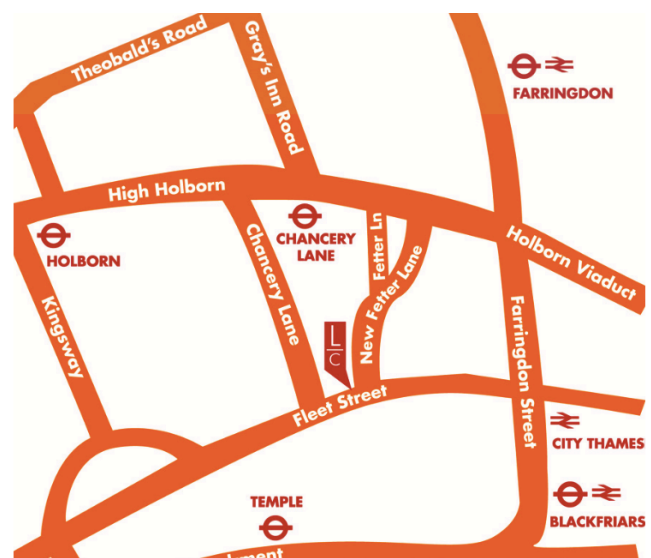 Theobald's Road
Gray's Inn Road
FARRINGDON
High Holborn
HOLBORN
CHANCERY
LANE
Fetter Ln
New Fetter Lane
Holborn Viaduct
Chancery Lane
Kingsway
L
C
Farringdon Street
Fleet Street
CITY THAMES
TEMPLE
BLACKFRIARS